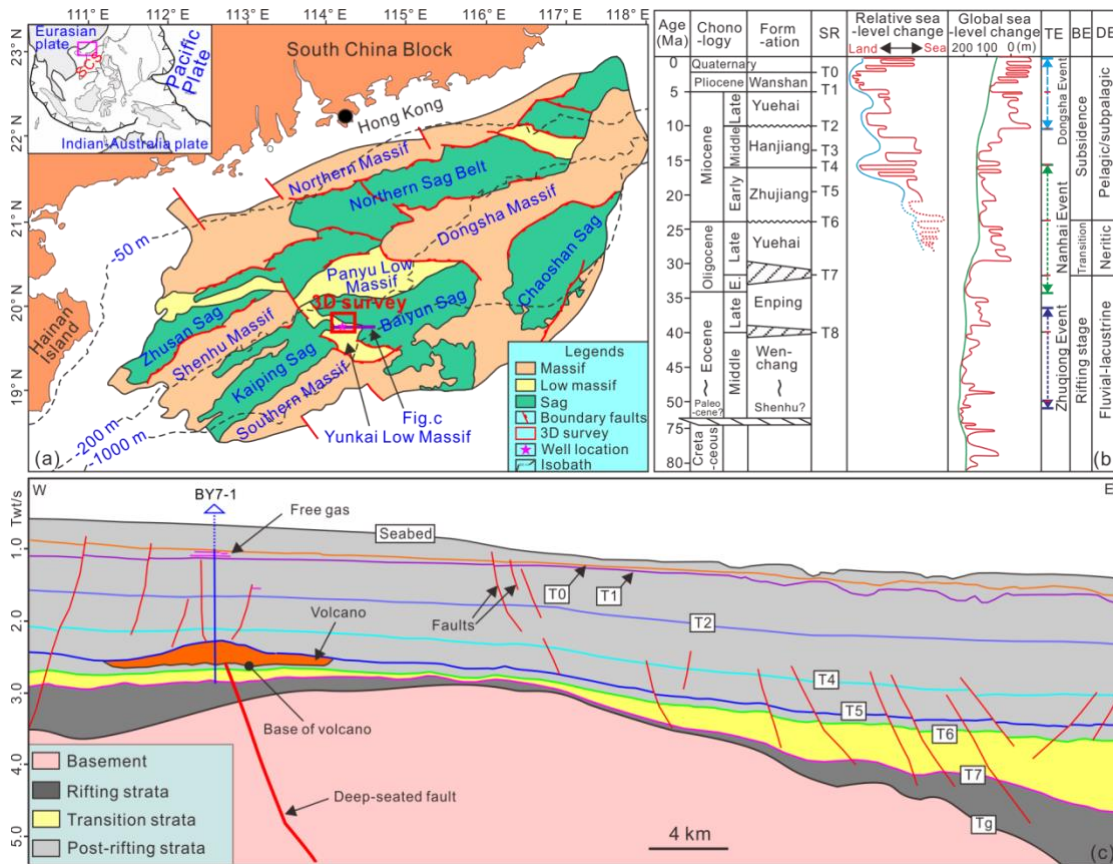 111° 112° 113° 114° 115° 116° 117° 118° E
23° N
22°
21°
20°
19°
Eurasian plate
SCS
Pacific Plate
Indian-Australia plate
South China Block
Hong Kong
Northern Massif
Northern Sag Belt
Dongsha Massif
-50 m
Panyu Low Massif
Chaoshan Sag
3D survey
Baiyun Sag
Hainan Island
Zhusan Sag
Shenhu Massif
Kaiping Sag
Southern Massif
Fig.c
Yunkai Low Massif
-200 m
-1000 m
(a)
Legends
Massif
Low massif
Sag
Boundary faults
3D survey
Well location
Isobath
Age (Ma)
Chono-logy
Form-ation
SR
Relative sea-level change
Land Sea
Global sea-level change
200 100 0 (m)
TE
BE
DE
0
5
10
15
20
25
30
35
40
45
50
75
80
Quaternary
Pliocene
Miocene
Late
Middle
Early
Oligocene
Late
E.
Eocene
Late
Middle
Paleo-cene?
Creta-ceous
Wanshan
Yuehai
Hanjiang
Zhujiang
Yuehai
Enping
Wen-chang
Shenhu?
T0
T1
T2
T3
T4
T5
T6
T7
T8
Dongsha Event
Nanhai Event
Zhuqiong Event
Subsidence
Transition
Rifting stage
Pelagic/suppalagic
Neritic
Fluvial-lacustrine
(b)
W
E
Twt/s
1.0
2.0
3.0
4.0
5.0
BY7-1
Free gas
Seabed
T0
T1
Faults
T2
Volcano
T4
T5
T6
T7
Tg
Base of volcano
Deep-seated fault
Basement
Rifting strata
Transition strata
Post-rifting strata
4 km
(c)